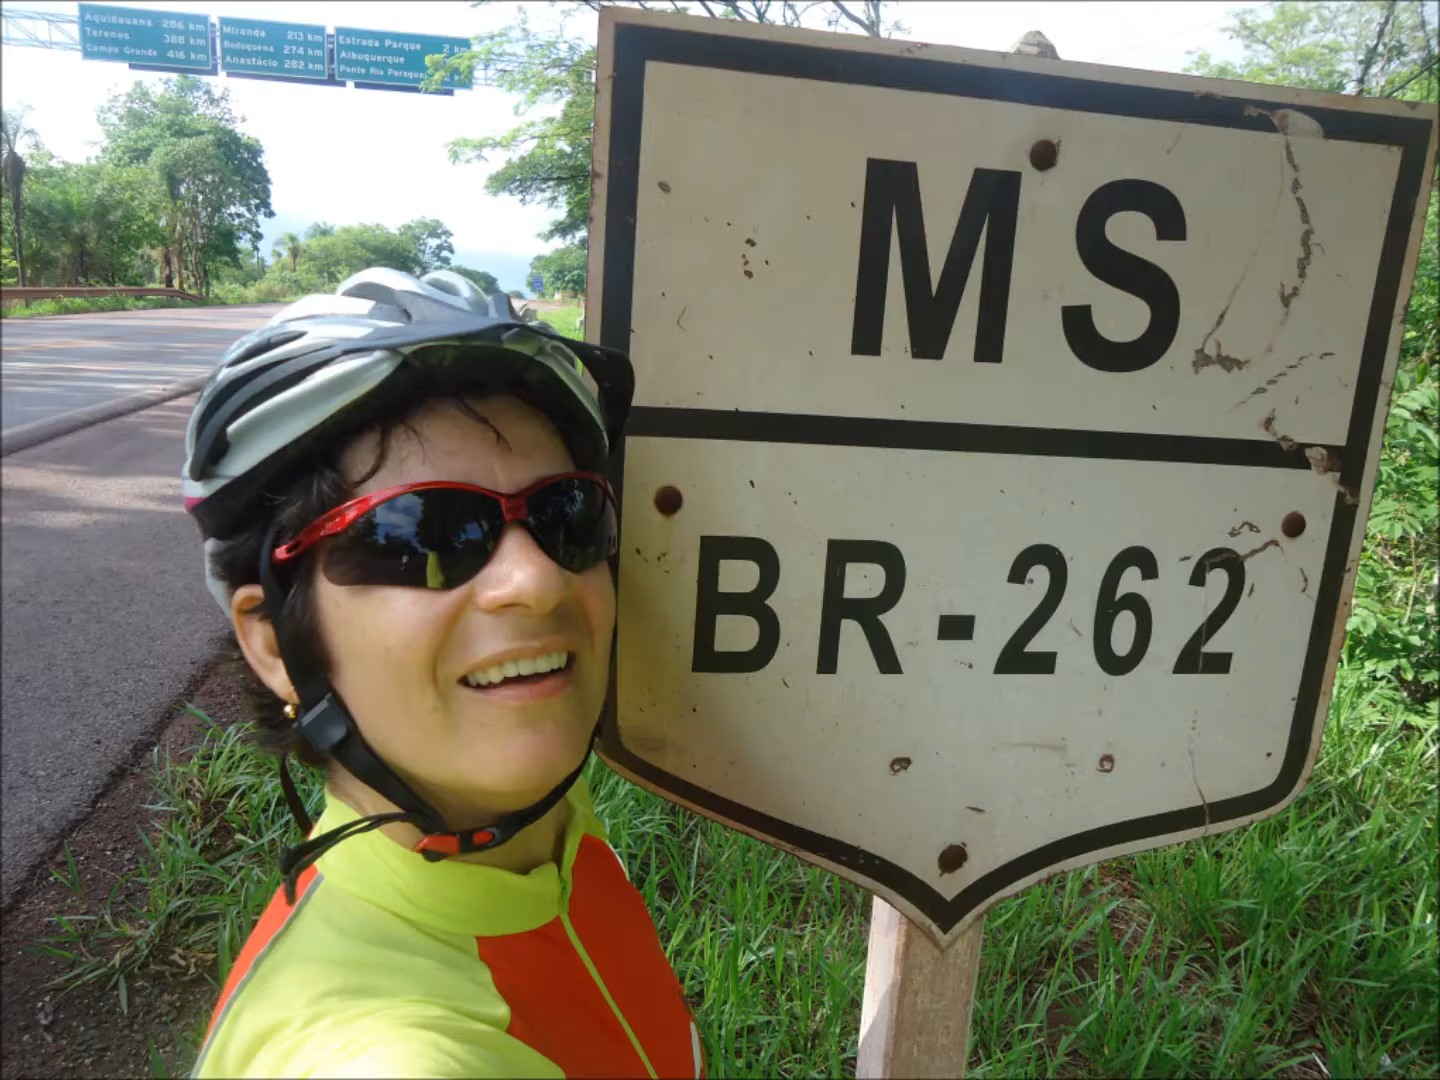 Aquidauana 286 km
Terenos 388 km
Campo Grande 416 km
Miranda 213 km
Bodoquena 274 km
Anastácio 282 km
Estrada Parque 2 km
Albuquerque
Ponte Rio Paraguai
MS
BR-262